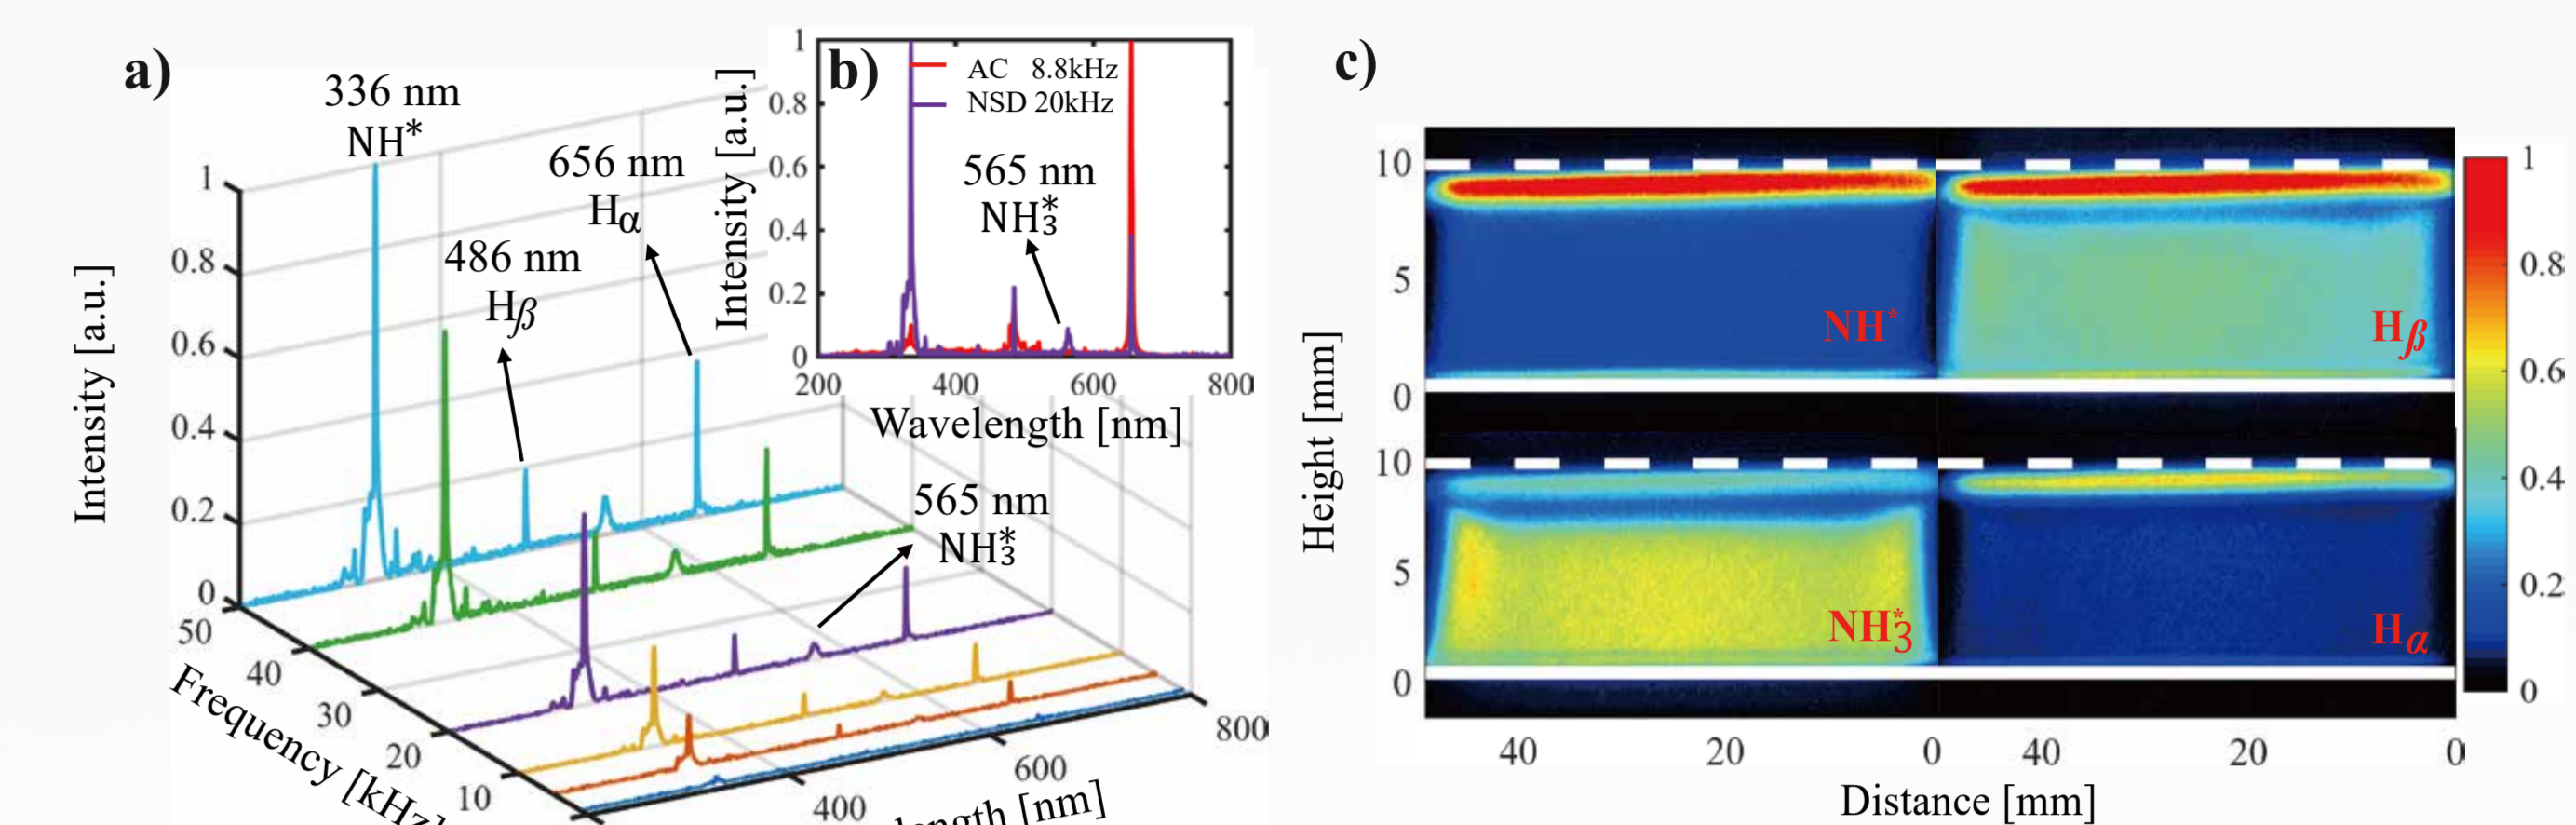 a)
336 nm
NH*
656 nm
Hα
486 nm
Hβ
565 nm
NH₃*
Intensity [a.u.]
1
0.8
0.6
0.4
0.2
0
50
40
30
20
10
Frequency [kHz]
400
600
800
length [nm]
b)
AC 8.8kHz
NSD 20kHz
565 nm
NH₃*
Intensity [a.u.]
1
0.8
0.6
0.4
0.2
0
200 400 600 800
Wavelength [nm]
c)
10
5
0
10
5
0
Height [mm]
NH*
Hβ
NH₃*
Hα
40 20 0 40 20 0
Distance [mm]
1
0.8
0.6
0.4
0.2
0